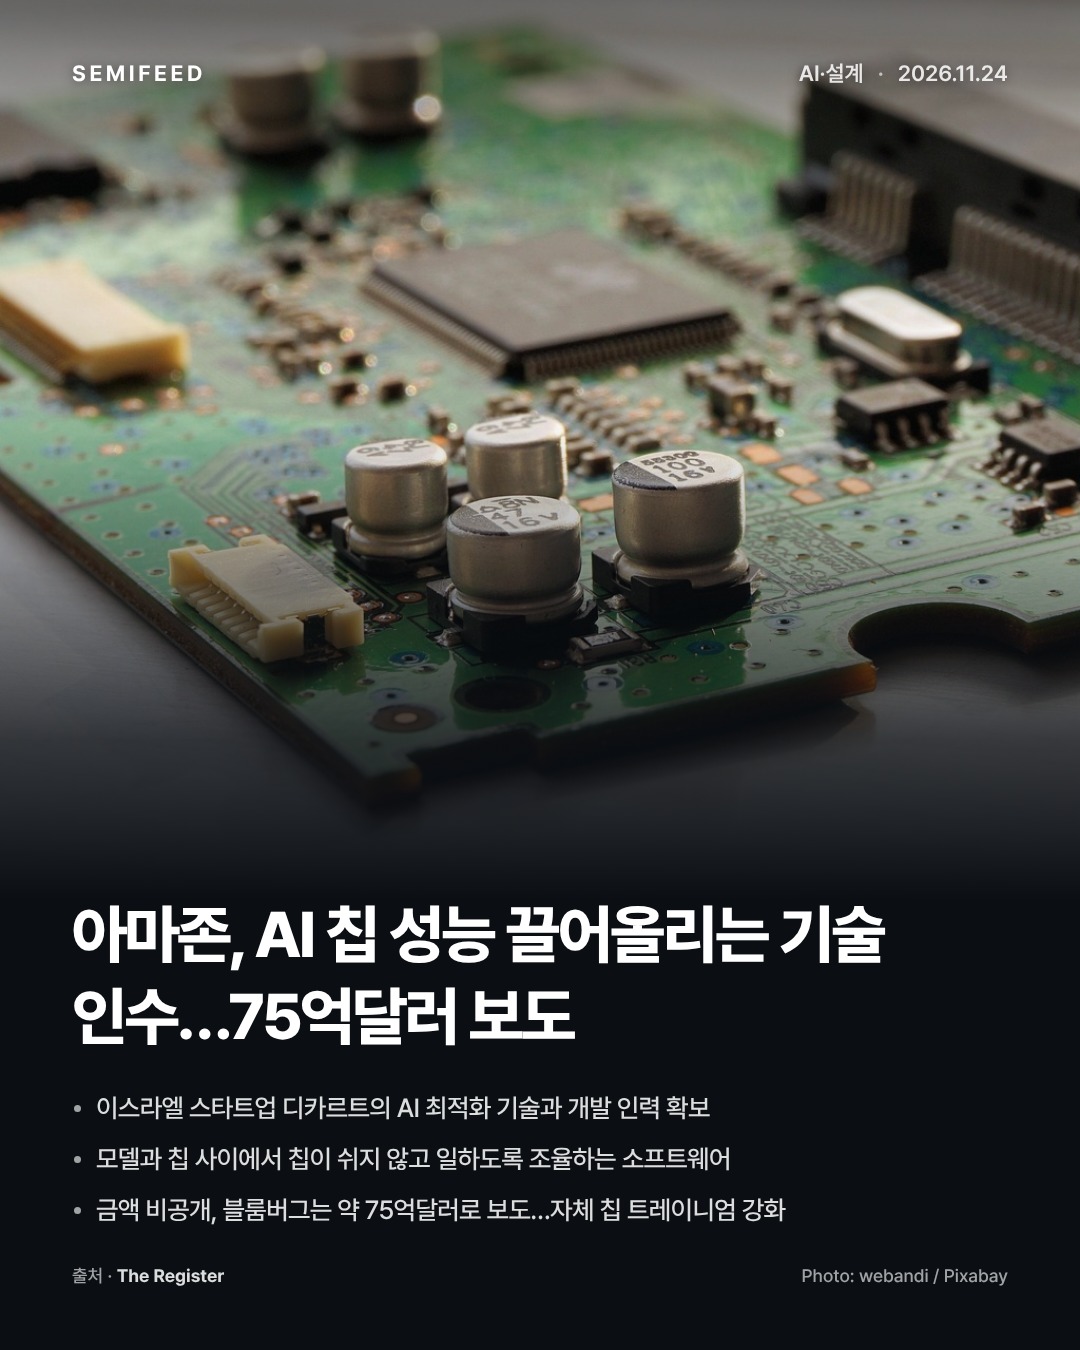 SEMIFEED
AI·설계 · 2026.11.24
100
16V
47
16V
아마존, AI 칩 성능 끌어올리는 기술
인수...75억달러 보도
• 이스라엘 스타트업 디카르트의 AI 최적화 기술과 개발 인력 확보
• 모델과 칩 사이에서 칩이 쉬지 않고 일하도록 조율하는 소프트웨어
• 금액 비공개, 블룸버그는 약 75억달러로 보도...자체 칩 트레이니엄 강화
출처 · The Register
Photo: webandi / Pixabay